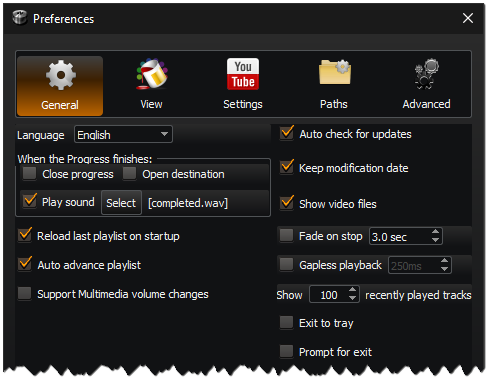 Preferences
You
Tube
General
View
Settings
Paths
Advanced
Language
English
When the Progress finishes:
Close progress
Open destination
Play sound
Select
[completed.wav]
Reload last playlist on startup
Auto advance playlist
Support Multimedia volume changes
Auto check for updates
Keep modification date
Show video files
Fade on stop
3.0 sec
Gapless playback
250ms
Show 100 recently played tracks
Exit to tray
Prompt for exit